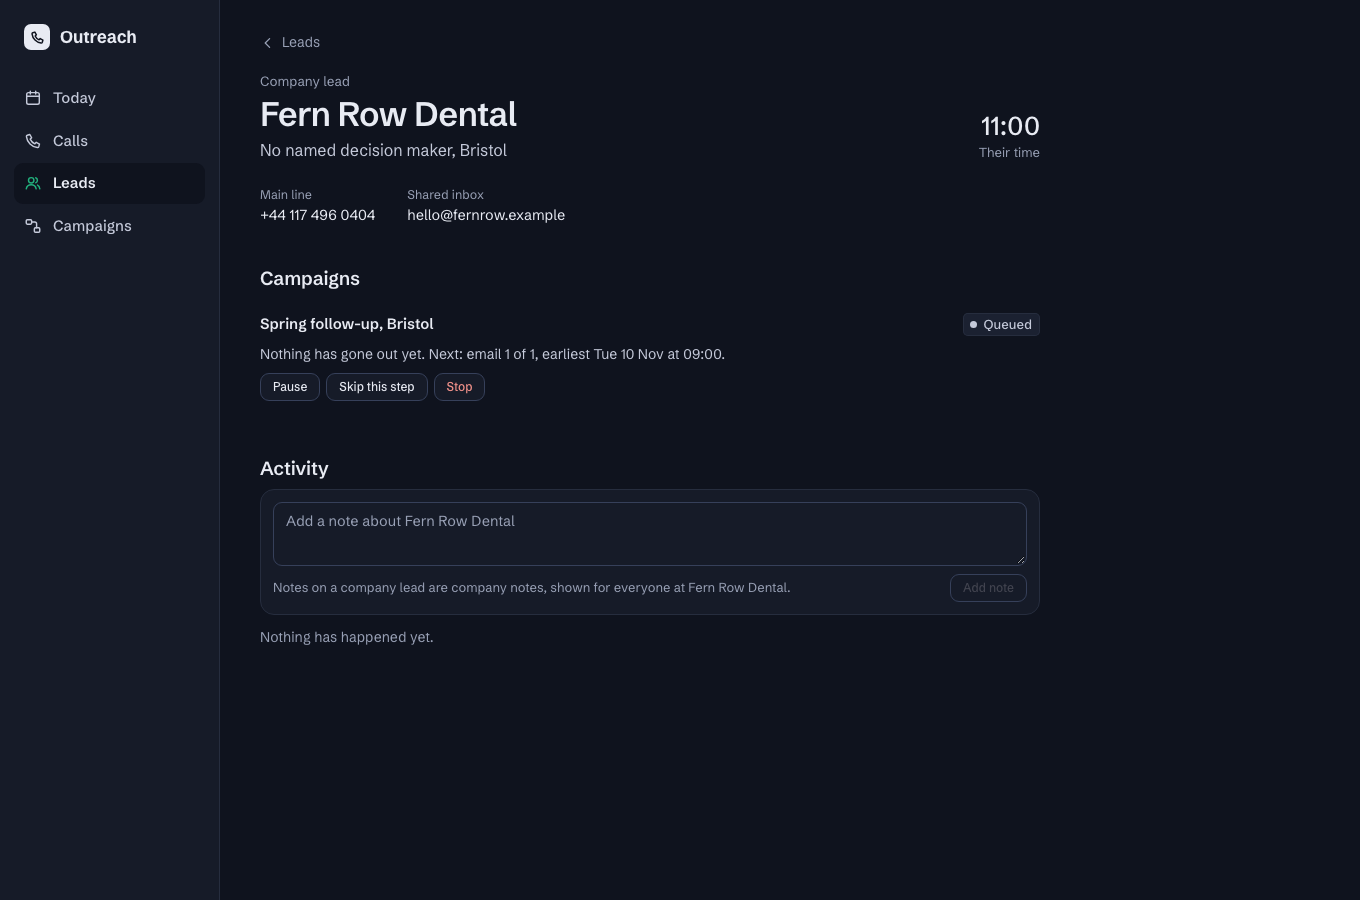 Outreach
Today
Calls
Leads
Campaigns
Leads
Company lead
Fern Row Dental
No named decision maker, Bristol
11:00
Their time
Main line
+44 117 496 0404
Shared inbox
hello@fernrow.example
Campaigns
Spring follow-up, Bristol
Queued
Nothing has gone out yet. Next: email 1 of 1, earliest Tue 10 Nov at 09:00.
Pause
Skip this step
Stop
Activity
Add a note about Fern Row Dental
Notes on a company lead are company notes, shown for everyone at Fern Row Dental.
Add note
Nothing has happened yet.